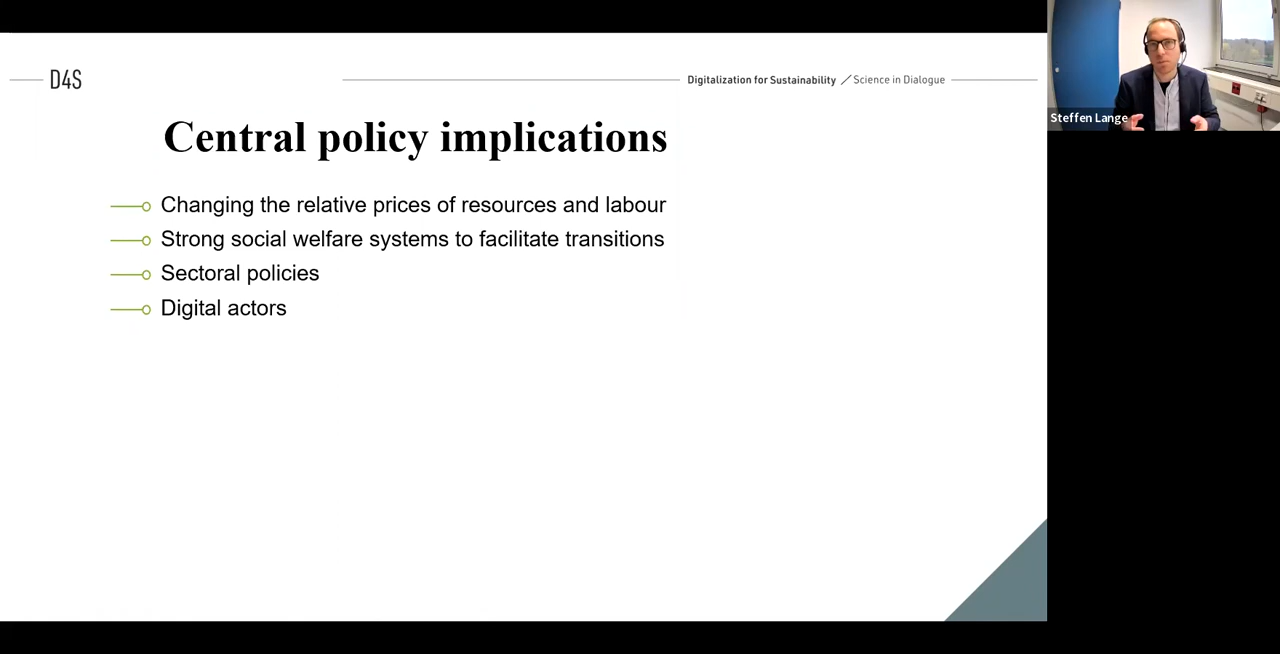 D4S
Digitalization for Sustainability / Science in Dialogue
Central policy implications
Changing the relative prices of resources and labour
Strong social welfare systems to facilitate transitions
Sectoral policies
Digital actors
Steffen Lange